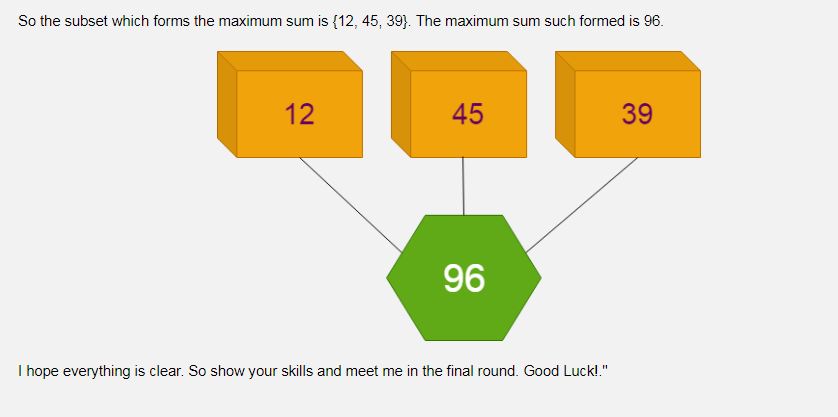 So the subset which forms the maximum sum is {12, 45, 39}. The maximum sum such formed is 96.
12
45
39
96
I hope everything is clear. So show your skills and meet me in the final round. Good Luck!."